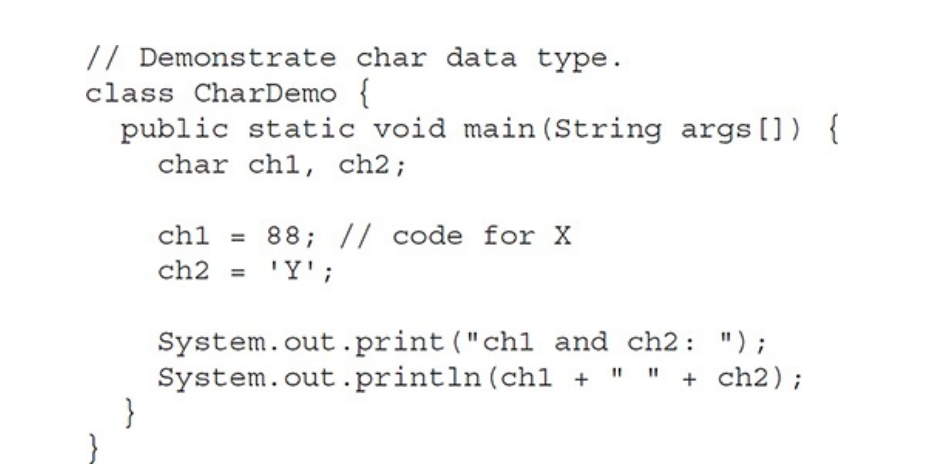 // Demonstrate char data type.
class CharDemo {
  public static void main(String args[]) {
    char ch1, ch2;

    ch1 = 88; // code for X
    ch2 = 'Y';

    System.out.print("ch1 and ch2: ");
    System.out.println(ch1 + " " + ch2);
  }
}